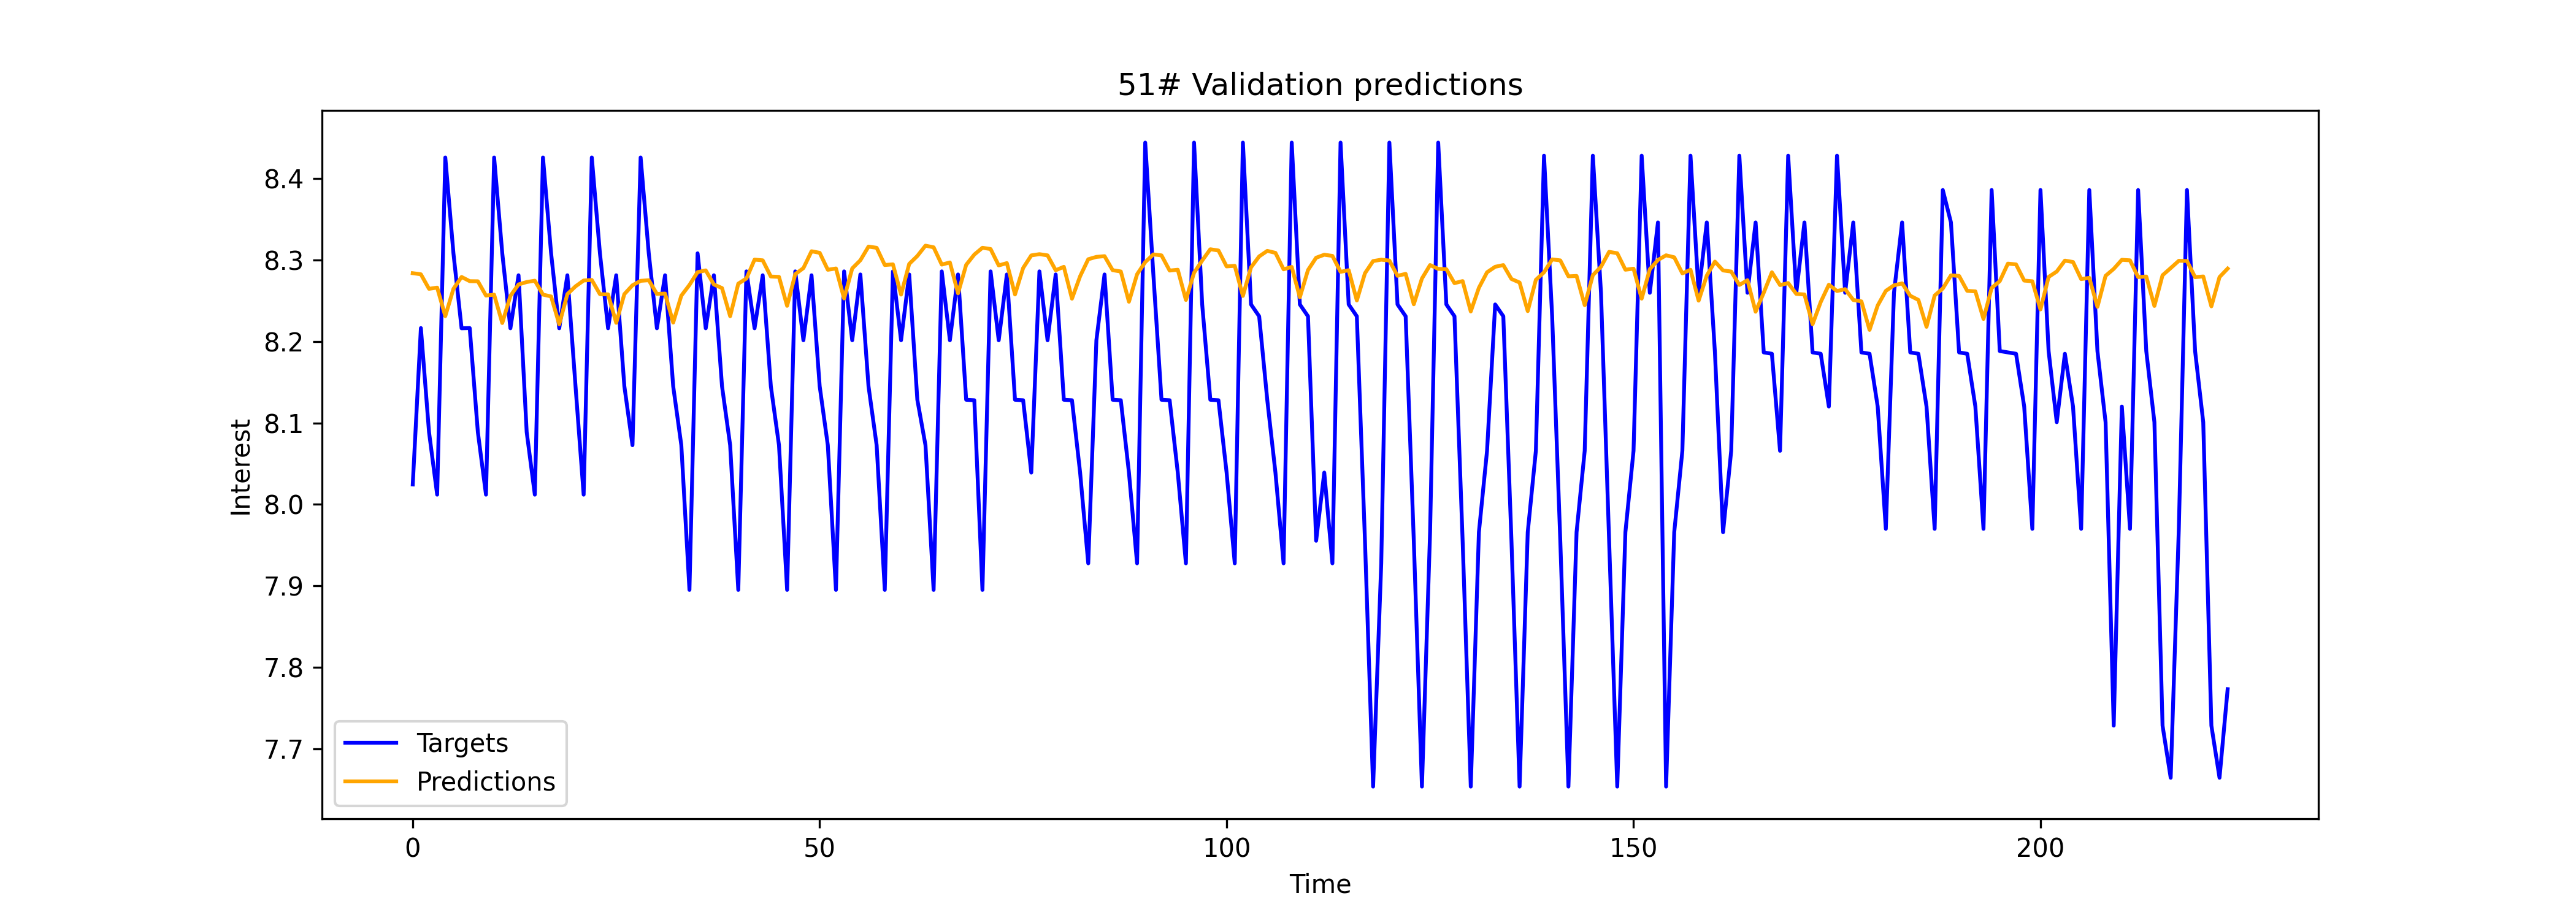 51# Validation predictions
8.4
8.3
8.2
8.1
8.0
7.9
7.8
7.7
Interest
Targets
Predictions
0 50 100 150 200
Time